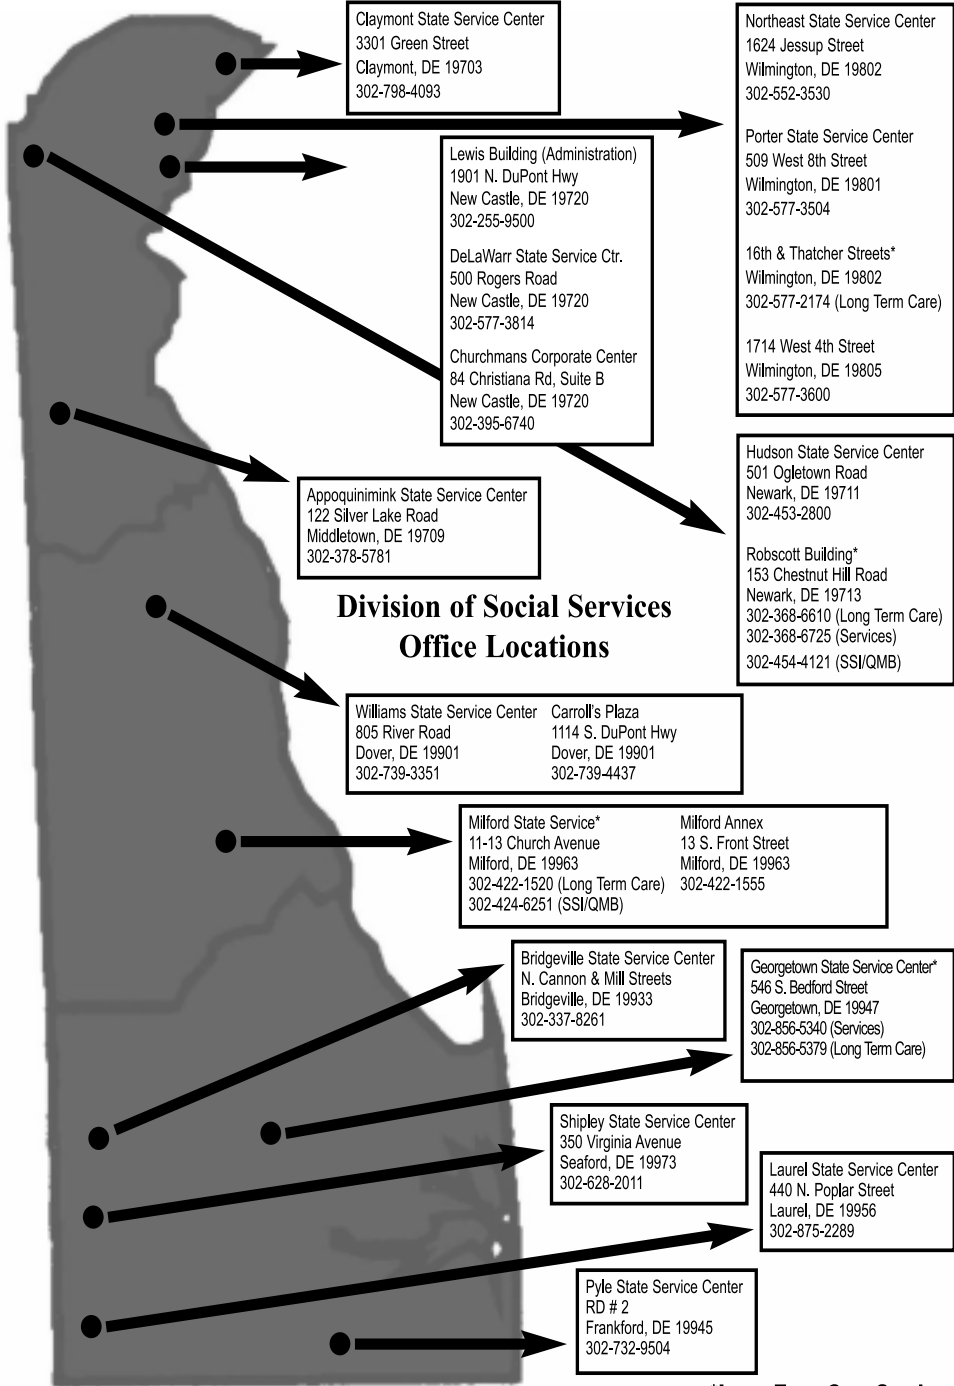 Claymont State Service Center
3301 Green Street
Claymont, DE 19703
302-798-4093
Northeast State Service Center
1624 Jessup Street
Wilmington, DE 19802
302-552-3530
Porter State Service Center
509 West 8th Street
Wilmington, DE 19801
302-577-3504
16th & Thatcher Streets*
Wilmington, DE 19802
302-577-2174 (Long Term Care)
1714 West 4th Street
Wilmington, DE 19805
302-577-3600
Lewis Building (Administration)
1901 N. DuPont Hwy
New Castle, DE 19720
302-255-9500
DeLaWarr State Service Ctr.
500 Rogers Road
New Castle, DE 19720
302-577-3814
Churchmans Corporate Center
84 Christiana Rd, Suite B
New Castle, DE 19720
302-395-6740
Hudson State Service Center
501 Ogletown Road
Newark, DE 19711
302-453-2800
Robscott Building*
153 Chestnut Hill Road
Newark, DE 19713
302-368-6610 (Long Term Care)
302-368-6725 (Services)
302-454-4121 (SSI/QMB)
Appoquinimink State Service Center
122 Silver Lake Road
Middletown, DE 19709
302-378-5781
Division of Social Services
Office Locations
Williams State Service Center
805 River Road
Dover, DE 19901
302-739-3351
Carroll's Plaza
1114 S. DuPont Hwy
Dover, DE 19901
302-739-4437
Milford State Service*
11-13 Church Avenue
Milford, DE 19963
302-422-1520 (Long Term Care)
302-424-6251 (SSI/QMB)
Milford Annex
13 S. Front Street
Milford, DE 19963
302-422-1555
Bridgeville State Service Center
N. Cannon & Mill Streets
Bridgeville, DE 19933
302-337-8261
Georgetown State Service Center*
546 S. Bedford Street
Georgetown, DE 19947
302-856-5340 (Services)
302-856-5379 (Long Term Care)
Shipley State Service Center
350 Virginia Avenue
Seaford, DE 19973
302-628-2011
Laurel State Service Center
440 N. Poplar Street
Laurel, DE 19956
302-875-2289
Pyle State Service Center
RD # 2
Frankford, DE 19945
302-732-9504